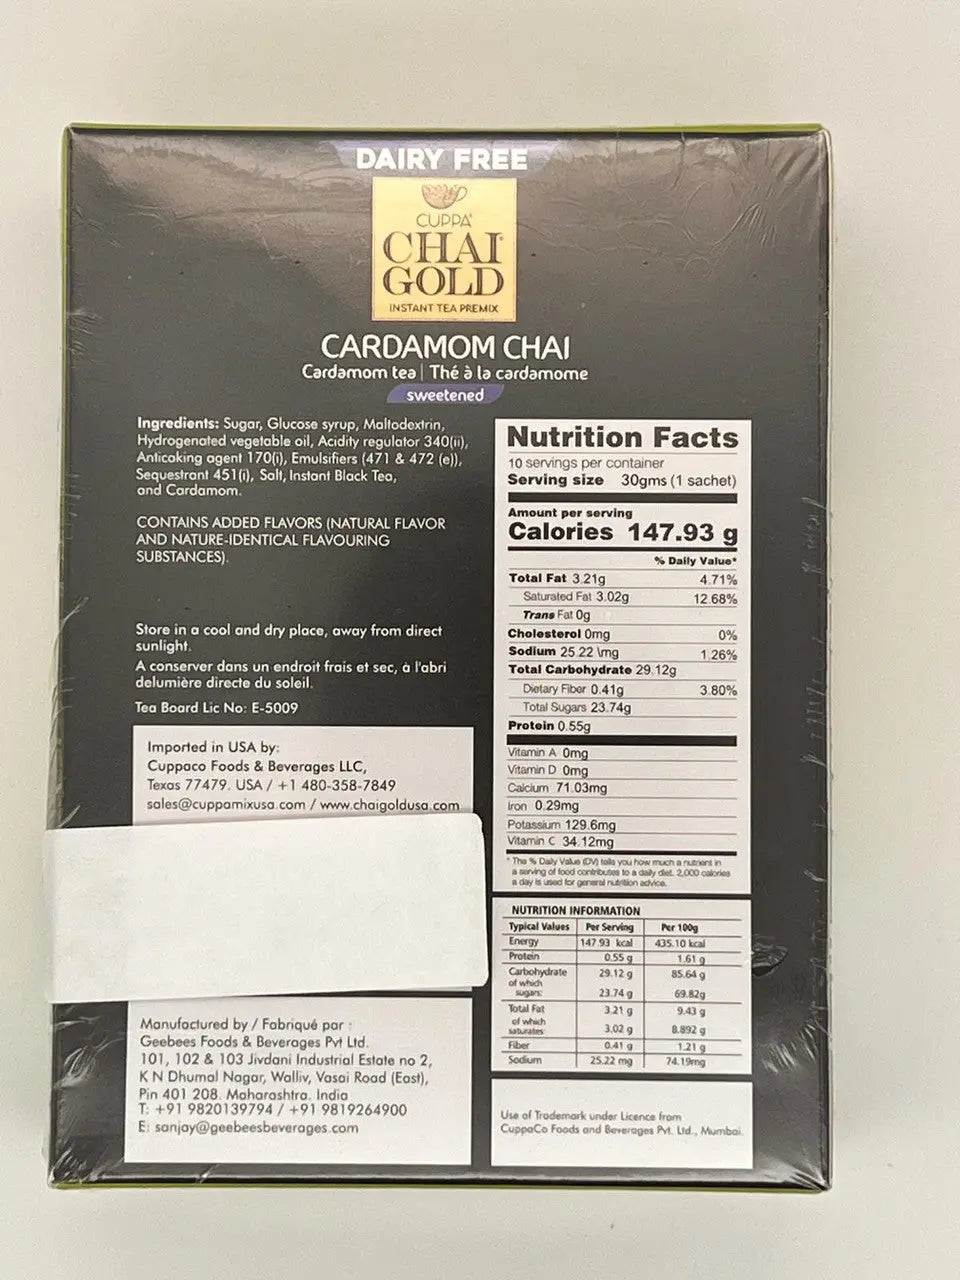 DAIRY FREE
CUPPA
CHAI
GOLD
INSTANT TEA PREMIX
CARDAMOM CHAI
Cardamom tea | Thé à la cardamome
sweetened
Ingredients: Sugar, Glucose syrup, Maltodextrin,
Hydrogenated vegetable oil, Acidity regulator 340(ii),
Anticaking agent 170(i), Emulsifiers (471 & 472 (e)),
Sequestrant 451(i), Salt, Instant Black Tea,
and Cardamom.
CONTAINS ADDED FLAVORS (NATURAL FLAVOR
AND NATURE-IDENTICAL FLAVOURING
SUBSTANCES).
Store in a cool and dry place, away from direct
sunlight.
A conserver dans un endroit frais et sec, à l'abri
delumière directe du soleil.
Tea Board Lic No: E-5009
Imported in USA by:
Cuppaco Foods & Beverages LLC,
Texas 77479. USA / +1 480-358-7849
sales@cuppamixusa.com / www.chaigoldusa.com
Manufactured by / Fabriqué par :
Geebees Foods & Beverages Pvt Ltd.
101, 102 & 103 Jivdani Industrial Estate no 2,
K N Dhumal Nagar, Walliv, Vasai Road (East),
Pin 401 208. Maharashtra. India
T: +91 9820139794 / +91 9819264900
E: sanjay@geebeesbeverages.com
Nutrition Facts
10 servings per container
Serving size 30gms (1 sachet)
Amount per serving
Calories 147.93 g
% Daily Value*
Total Fat 3.21g 4.71%
Saturated Fat 3.02g 12.68%
Trans Fat 0g
Cholesterol 0mg 0%
Sodium 25.22 \mg 1.26%
Total Carbohydrate 29.12g
Dietary Fiber 0.41g 3.80%
Total Sugars 23.74g
Protein 0.55g
Vitamin A 0mg
Vitamin D 0mg
Calcium 71.03mg
Iron 0.29mg
Potassium 129.6mg
Vitamin C 34.12mg
* The % Daily Value (DV) tells you how much a nutrient in
a serving of food contributes to a daily diet. 2,000 calories
a day is used for general nutrition advice.
NUTRITION INFORMATION
Typical Values Per Serving Per 100g
Energy 147.93 kcal 435.10 kcal
Protein 0.55 g 1.61 g
Carbohydrate 29.12 g 85.64 g
of which
sugars: 23.74 g 69.82g
Total Fat 3.21 g 9.43 g
of which
saturates: 3.02 g 8.892 g
Fiber 0.41 g 1.21 g
Sodium 25.22 mg 74.19mg
Use of Trademark under Licence from
CuppaCo Foods and Beverages Pvt. Ltd., Mumbai.